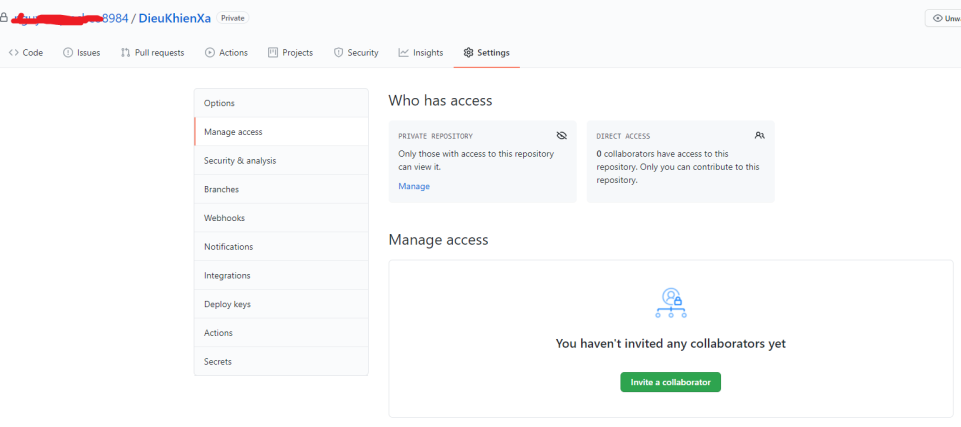 8984 / DieuKhienXa Private
Unw
Code Issues Pull requests Actions Projects Security Insights Settings
Options
Manage access
Security & analysis
Branches
Webhooks
Notifications
Integrations
Deploy keys
Actions
Secrets
Who has access
PRIVATE REPOSITORY
Only those with access to this repository
can view it.
Manage
DIRECT ACCESS
0 collaborators have access to this
repository. Only you can contribute to this
repository.
Manage access
You haven't invited any collaborators yet
Invite a collaborator